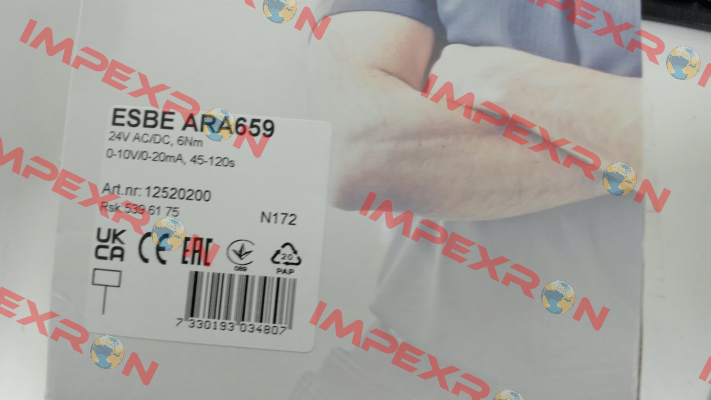 ESBE ARA659
24V AC/DC, 6Nm
0-10V/0-20mA, 45-120s
Art.nr: 12520200
Rsk:539 61 75
N172
UK
CA
CE
EAC
089
20
PAP
7 330193 034807
IMPEXRON
IMPEXRON
IMPEXRON
IMPEXRON
IMPEXRON
IMPEXRON